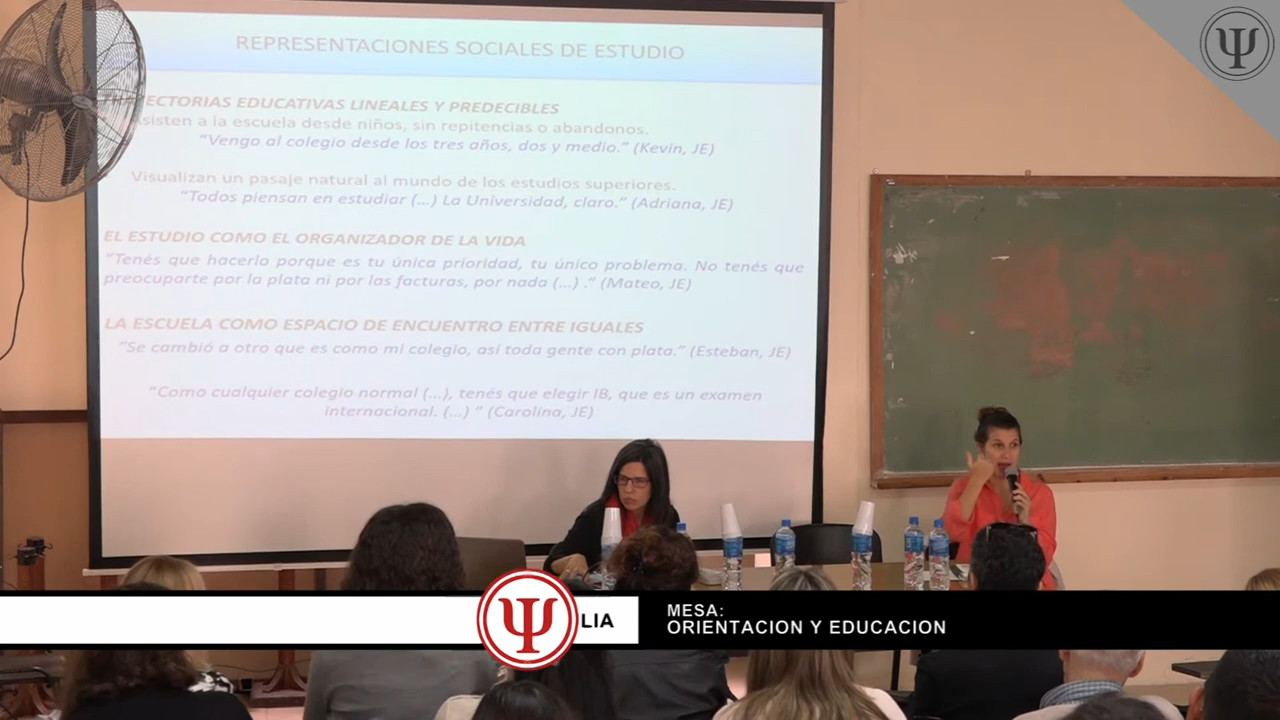 REPRESENTACIONES SOCIALES DE ESTUDIO
EDUCATIVAS LINEALES Y PREDECIBLES
a la escuela desde niños, sin repitencias o abandonos.
“Vengo al colegio desde los tres años, dos y medio.” (Kevin, JE)
Visualizan un pasaje natural al mundo de los estudios superiores.
“Todos piensan en estudiar (...) La Universidad, claro.” (Adriana, JE)
EL ESTUDIO COMO EL ORGANIZADOR DE LA VIDA
“Tenés que hacerlo porque es tu única prioridad, tu único problema. No tenés que
preocuparte por la plata ni por las facturas, por nada (...) .” (Mateo, JE)
LA ESCUELA COMO ESPACIO DE ENCUENTRO ENTRE IGUALES
“Se cambió a otro que es como mi colegio, así toda gente con plata.” (Esteban, JE)
“Como cualquier colegio normal (...), tenés que elegir IB, que es un examen
internacional. (...) ” (Carolina, JE)
Ψ
Ψ
LIA
MESA:
ORIENTACION Y EDUCACION